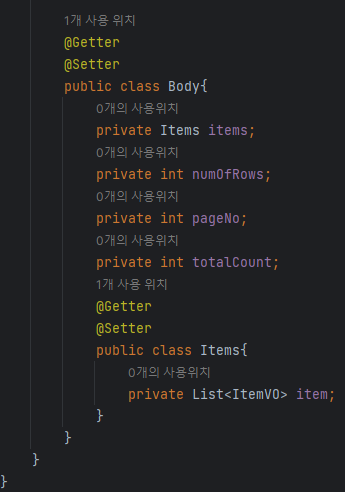 1개 사용 위치
@Getter
@Setter
public class Body{
0개의 사용위치
private Items items;
0개의 사용위치
private int numOfRows;
0개의 사용위치
private int pageNo;
0개의 사용위치
private int totalCount;
1개 사용 위치
@Getter
@Setter
public class Items{
0개의 사용위치
private List<ItemVO> item;
}
}
}
}